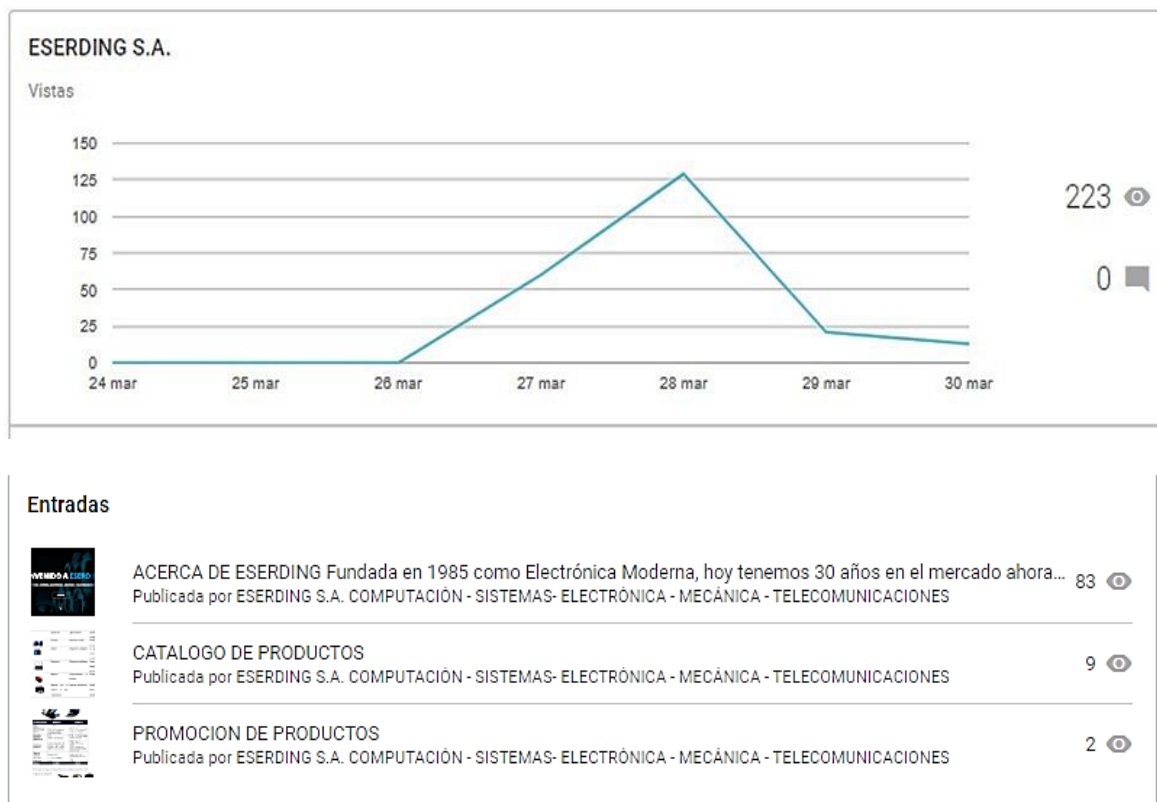 ESERDING S.A.
Vistas
150
125
100
75
50
25
0
24 mar 25 mar 26 mar 27 mar 28 mar 29 mar 30 mar
223
0
Entradas
ACERCA DE ESERDING Fundada en 1985 como Electrónica Moderna, hoy tenemos 30 años en el mercado ahora... 83
Publicada por ESERDING S.A. COMPUTACIÓN - SISTEMAS- ELECTRÓNICA - MECÁNICA - TELECOMUNICACIONES
CATALOGO DE PRODUCTOS
Publicada por ESERDING S.A. COMPUTACIÓN - SISTEMAS- ELECTRÓNICA - MECÁNICA - TELECOMUNICACIONES
9
PROMOCION DE PRODUCTOS
Publicada por ESERDING S.A. COMPUTACIÓN - SISTEMAS- ELECTRÓNICA - MECÁNICA - TELECOMUNICACIONES
2